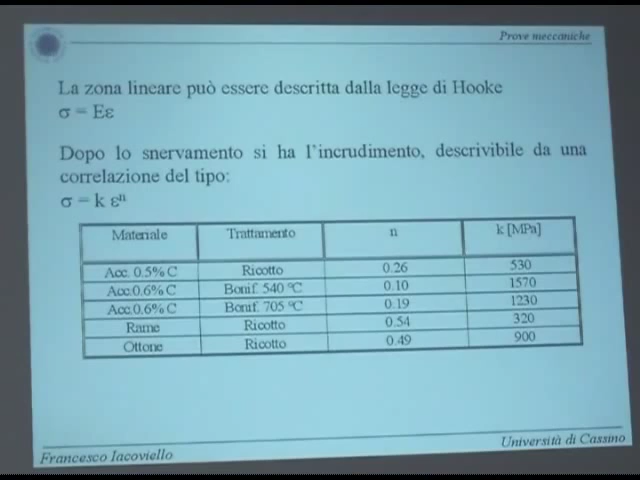 Prove meccaniche
La zona lineare può essere descritta dalla legge di Hooke
σ = Eε
Dopo lo snervamento si ha l'incrudimento, descrivibile da una
correlazione del tipo:
σ = k εⁿ
Materiale Trattamento n k [MPa]
Acc. 0.5% C Ricotto 0.26 530
Acc.0.6% C Bonif. 540 °C 0.10 1570
Acc.0.6% C Bonif. 705 °C 0.19 1230
Rame Ricotto 0.54 320
Ottone Ricotto 0.49 900
Francesco Iacoviello Università di Cassino